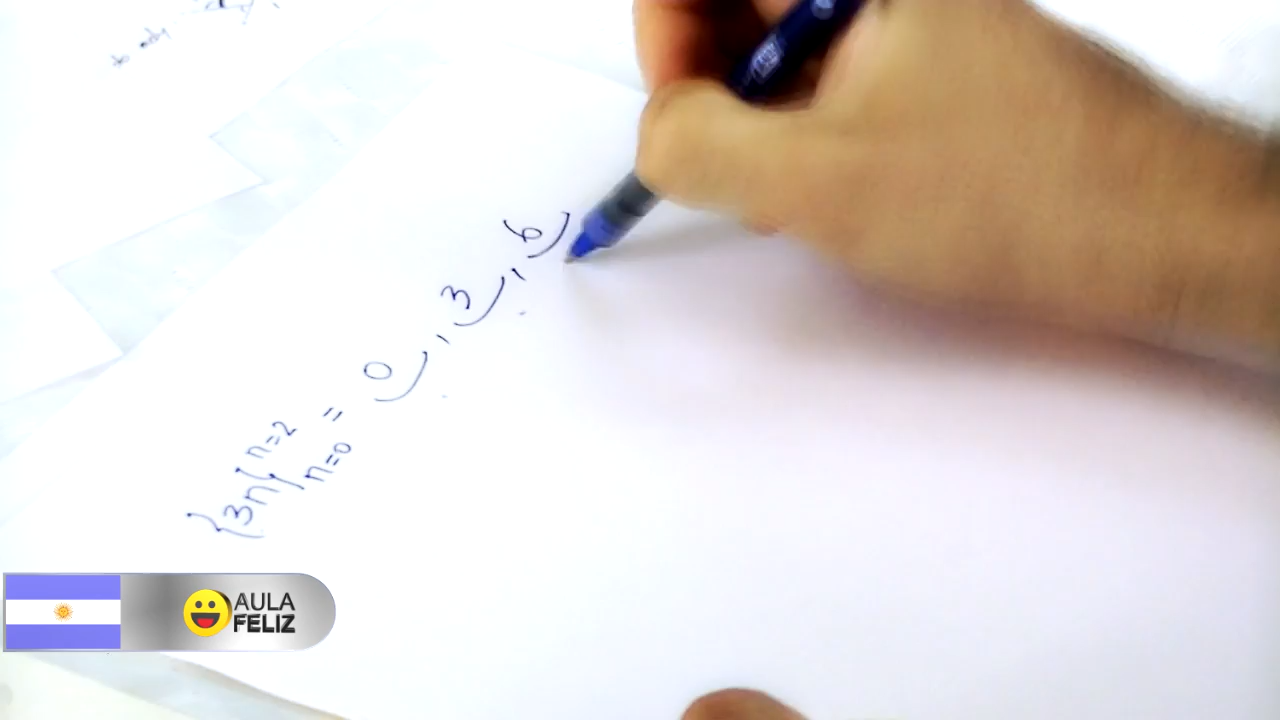 {3n}n=2 n=0 = 0, 3, 6
AULA
FELIZ